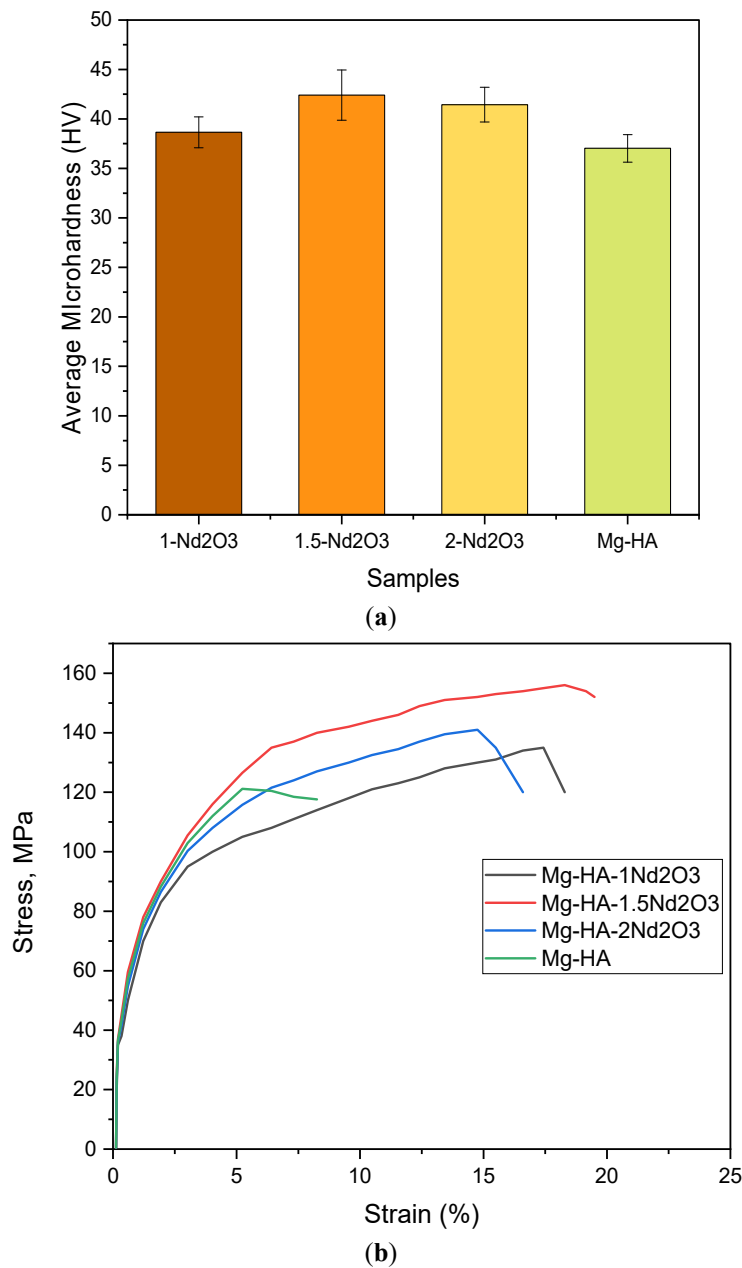 50
45
40
35
30
25
20
15
10
5
0
Average MIcrohardness (HV)
1-Nd2O3 1.5-Nd2O3 2-Nd2O3 Mg-HA
Samples
(a)
160
140
120
100
80
60
40
20
0
Stress, MPa
Mg-HA-1Nd2O3
Mg-HA-1.5Nd2O3
Mg-HA-2Nd2O3
Mg-HA
0 5 10 15 20 25
Strain (%)
(b)